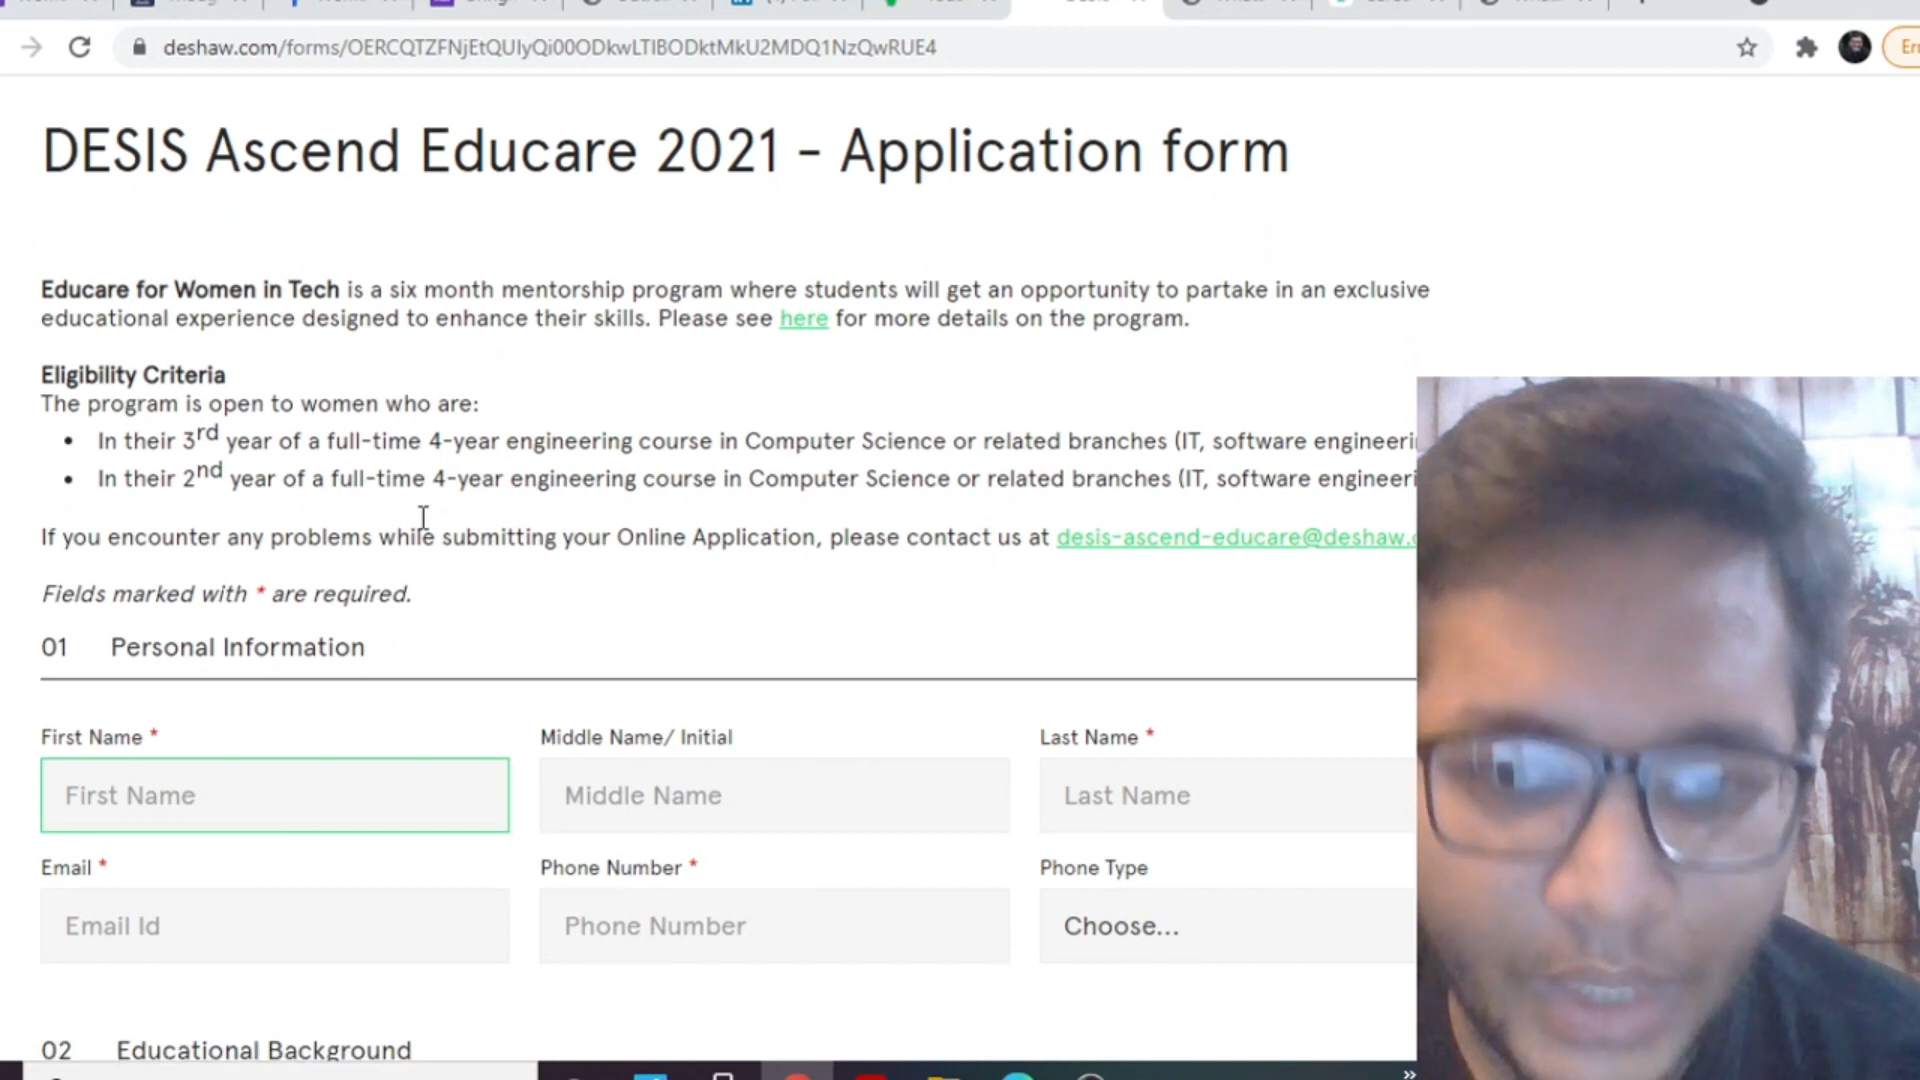 deshaw.com/forms/OERCQTZFNjEtQUIyQi00ODkwLTlBODktMkU2MDQ1NzQwRUE4
DESIS Ascend Educare 2021 - Application form
Educare for Women in Tech is a six month mentorship program where students will get an opportunity to partake in an exclusive
educational experience designed to enhance their skills. Please see here for more details on the program.
Eligibility Criteria
The program is open to women who are:
• In their 3rd year of a full-time 4-year engineering course in Computer Science or related branches (IT, software engineeri
• In their 2nd year of a full-time 4-year engineering course in Computer Science or related branches (IT, software engineeri
If you encounter any problems while submitting your Online Application, please contact us at desis-ascend-educare@deshaw.
Fields marked with * are required.
01 Personal Information
First Name * Middle Name/ Initial Last Name *
First Name Middle Name Last Name
Email * Phone Number * Phone Type
Email Id Phone Number Choose...
02 Educational Background